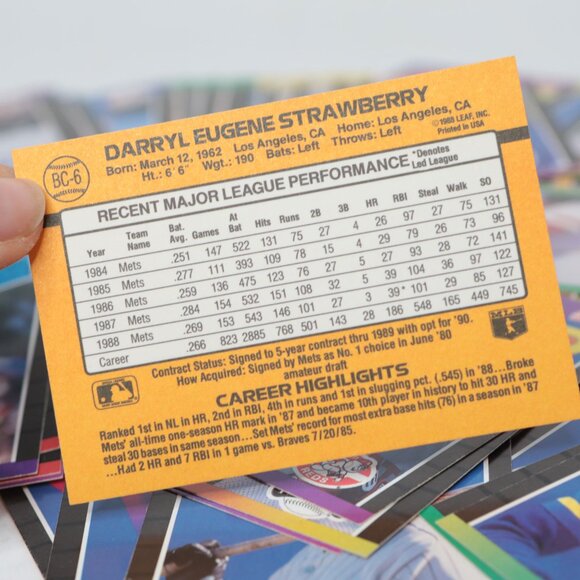 DARRYL EUGENE STRAWBERRY
Born: March 12, 1962 Los Angeles, CA Home: Los Angeles, CA
Ht.: 6'6" Wgt.: 190 Bats: Left Throws: Left
©1988 LEAF, INC.
Printed in USA
BC-6
RECENT MAJOR LEAGUE PERFORMANCE *Denotes Led League
Year Team Name Bat. Avg. Games At Bat Hits Runs 2B 3B HR RBI Steal Walk SO
1984 Mets .251 147 522 131 75 27 4 26 97 27 75 131
1985 Mets .277 111 393 109 78 15 4 29 79 26 73 96
1986 Mets .259 136 475 123 76 27 5 27 93 28 72 141
1987 Mets .284 154 532 151 108 32 5 39 104 36 97 122
1988 Mets .269 153 543 146 101 27 3 39* 101 29 85 127
Career .266 823 2885 768 501 143 28 186 548 165 449 745
Contract Status: Signed to 5-year contract thru 1989 with opt for '90.
How Acquired: Signed by Mets as No. 1 choice in June '80
amateur draft
MLB
CAREER HIGHLIGHTS
Ranked 1st in NL in HR, 2nd in RBI, 4th in runs and 1st in slugging pct. (.545) in '88...Broke
Mets' all-time one-season HR mark in '87 and became 10th player in history to hit 30 HR and
steal 30 bases in same season...Set Mets' record for most extra base hits (76) in a season in '87
...Had 2 HR and 7 RBI in 1 game vs. Braves 7/20/85.